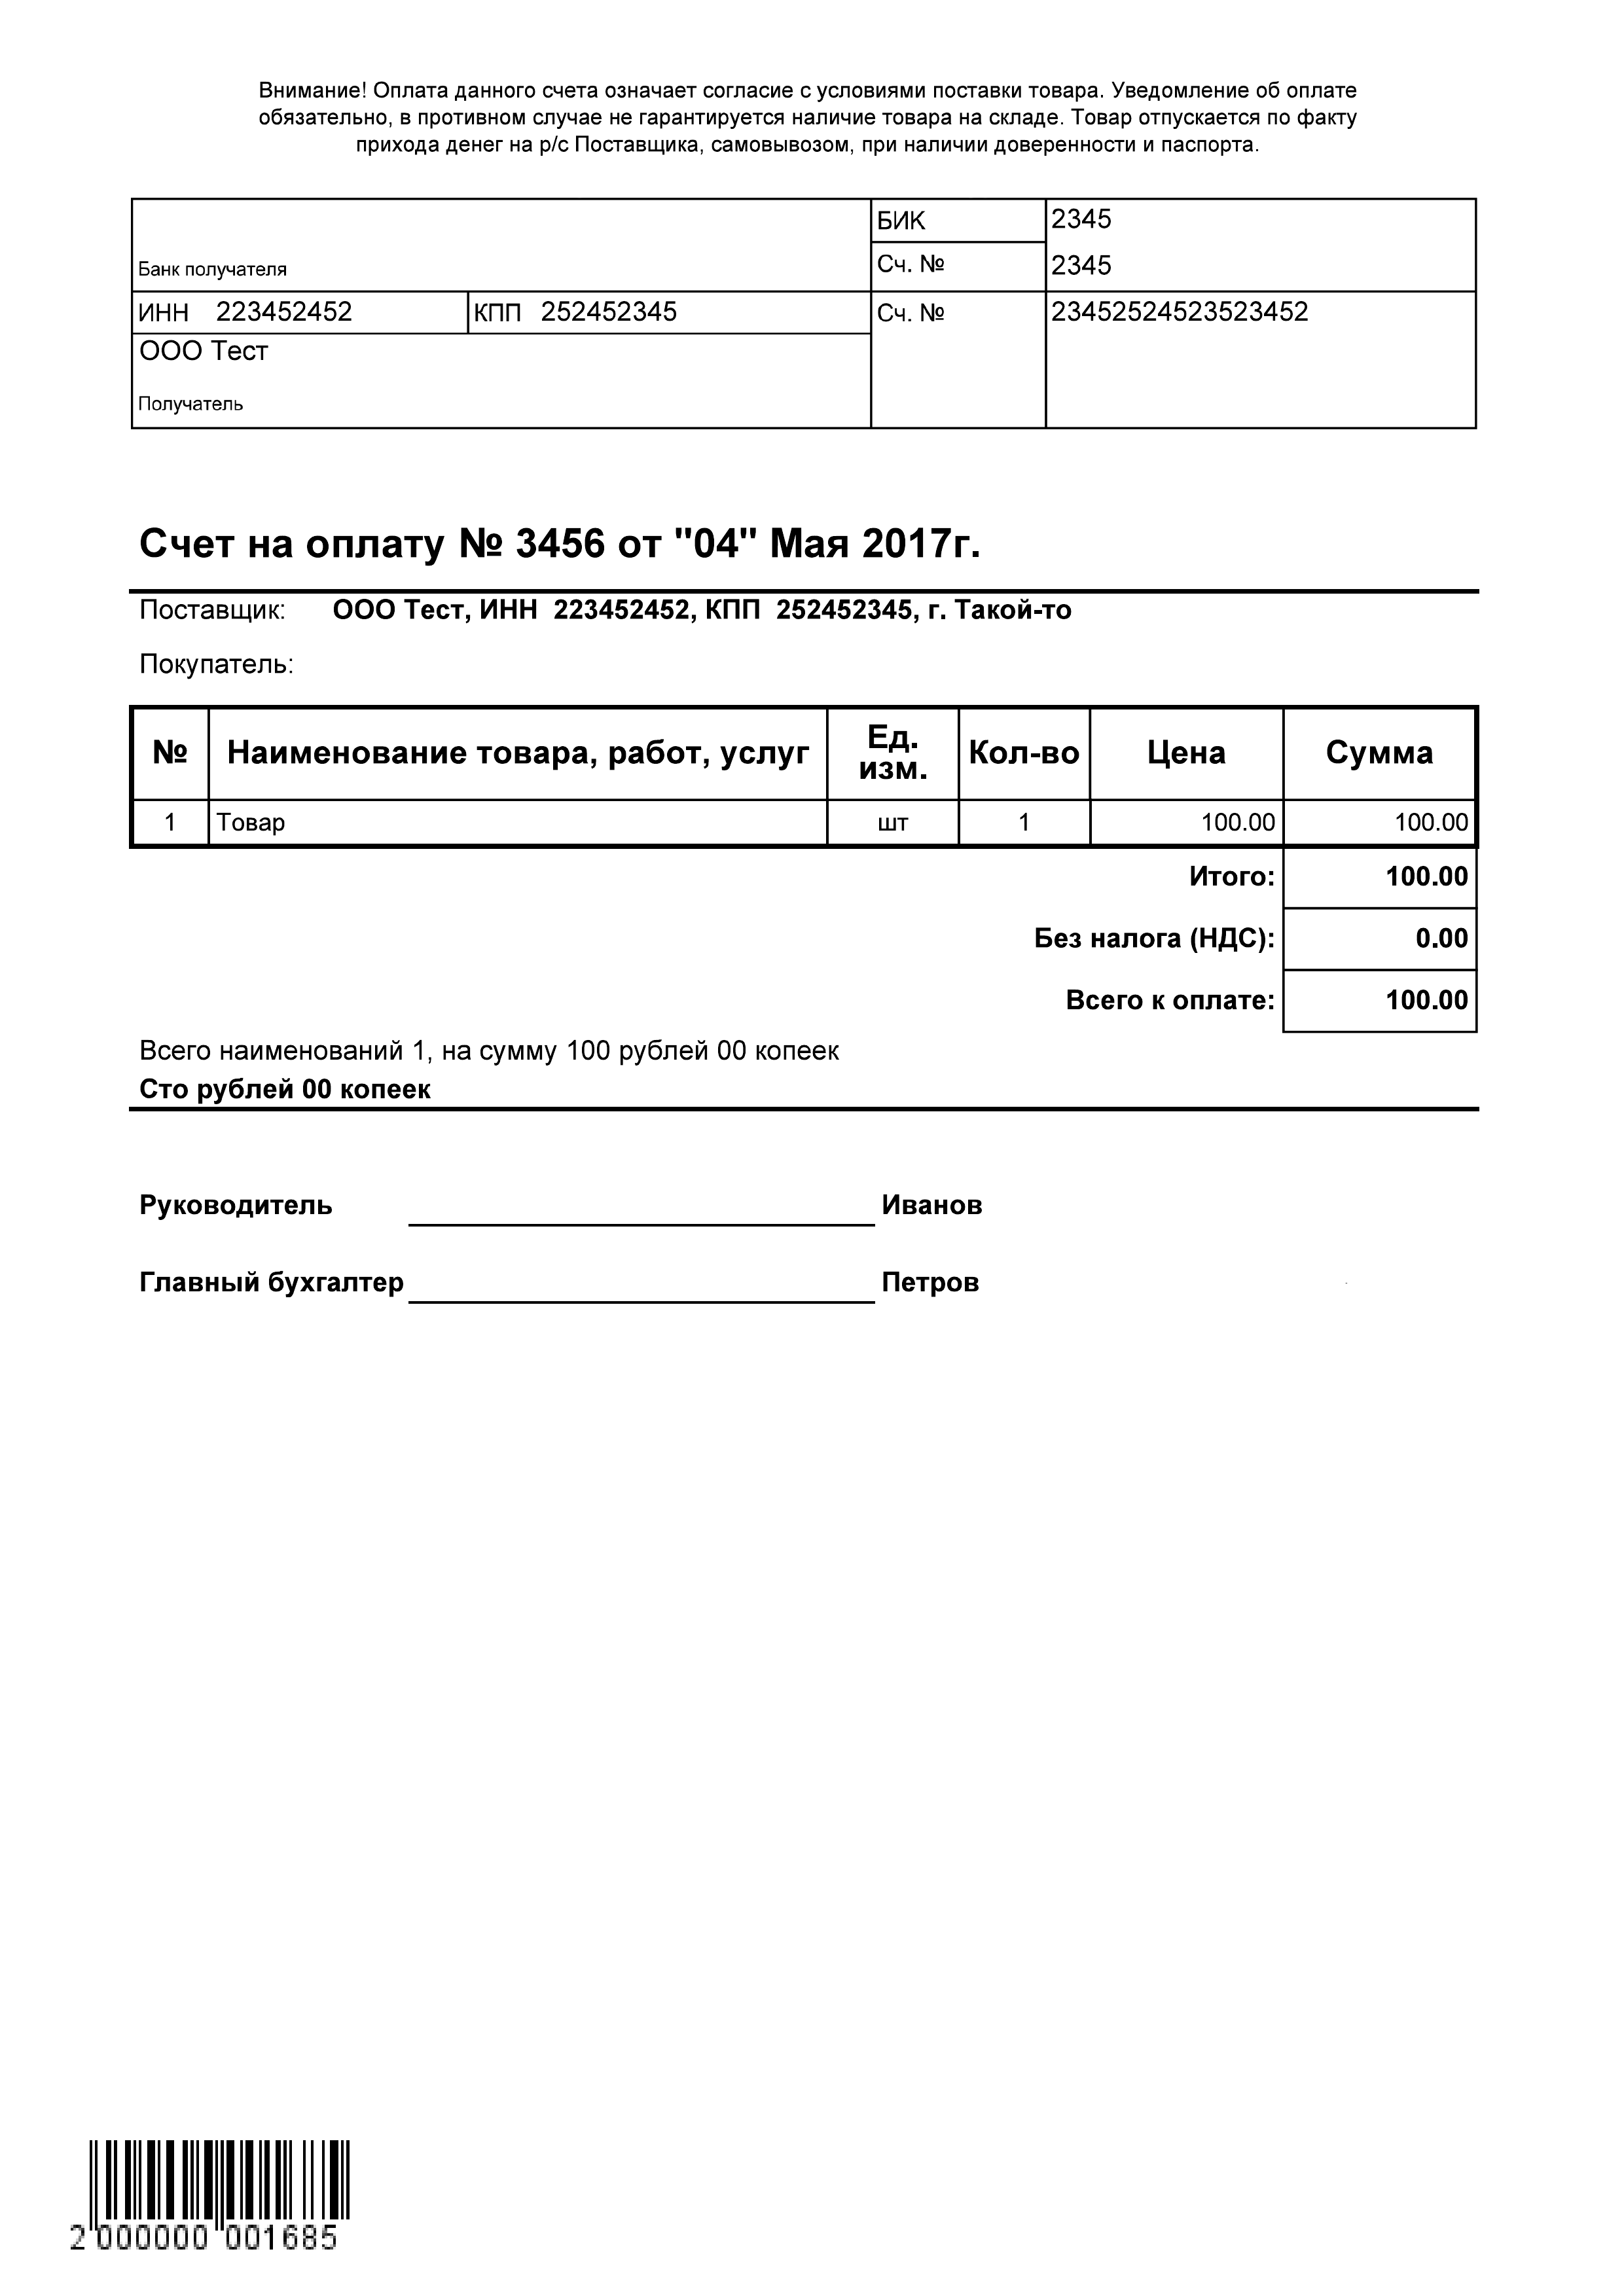 Внимание! Оплата данного счета означает согласие с условиями поставки товара. Уведомление об оплате
обязательно, в противном случае не гарантируется наличие товара на складе. Товар отпускается по факту
прихода денег на р/с Поставщика, самовывозом, при наличии доверенности и паспорта.
БИК 2345
Банк получателя Сч. № 2345
ИНН 223452452 КПП 252452345 Сч. № 23452524523523452
ООО Тест
Получатель
Счет на оплату № 3456 от "04" Мая 2017г.
Поставщик: ООО Тест, ИНН 223452452, КПП 252452345, г. Такой-то
Покупатель:
№ Наименование товара, работ, услуг Ед. изм. Кол-во Цена Сумма
1 Товар шт 1 100.00 100.00
Итого: 100.00
Без налога (НДС): 0.00
Всего к оплате: 100.00
Всего наименований 1, на сумму 100 рублей 00 копеек
Сто рублей 00 копеек
Руководитель Иванов
Главный бухгалтер Петров
2 000000 001685